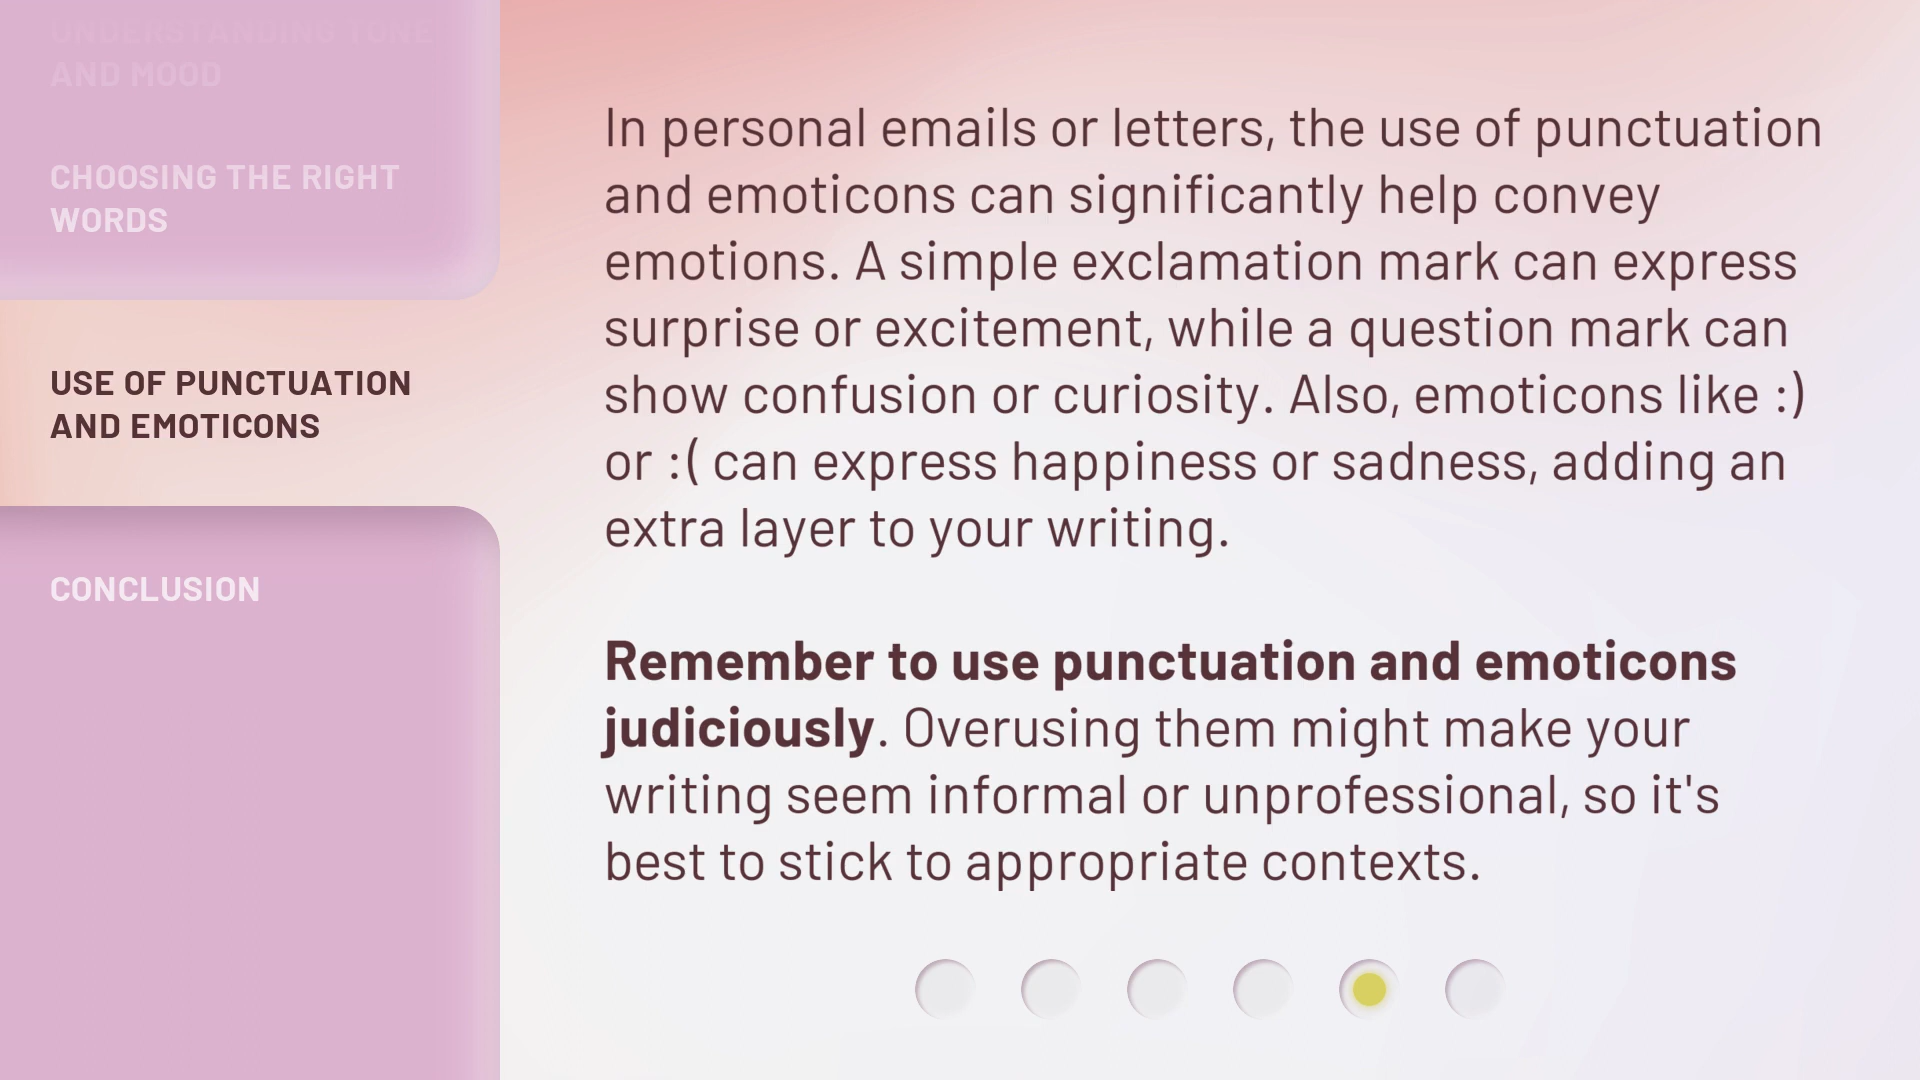 UNDERSTANDING TONE
AND MOOD
CHOOSING THE RIGHT
WORDS
USE OF PUNCTUATION
AND EMOTICONS
CONCLUSION
In personal emails or letters, the use of punctuation
and emoticons can significantly help convey
emotions. A simple exclamation mark can express
surprise or excitement, while a question mark can
show confusion or curiosity. Also, emoticons like :)
or :( can express happiness or sadness, adding an
extra layer to your writing.
Remember to use punctuation and emoticons
judiciously. Overusing them might make your
writing seem informal or unprofessional, so it's
best to stick to appropriate contexts.